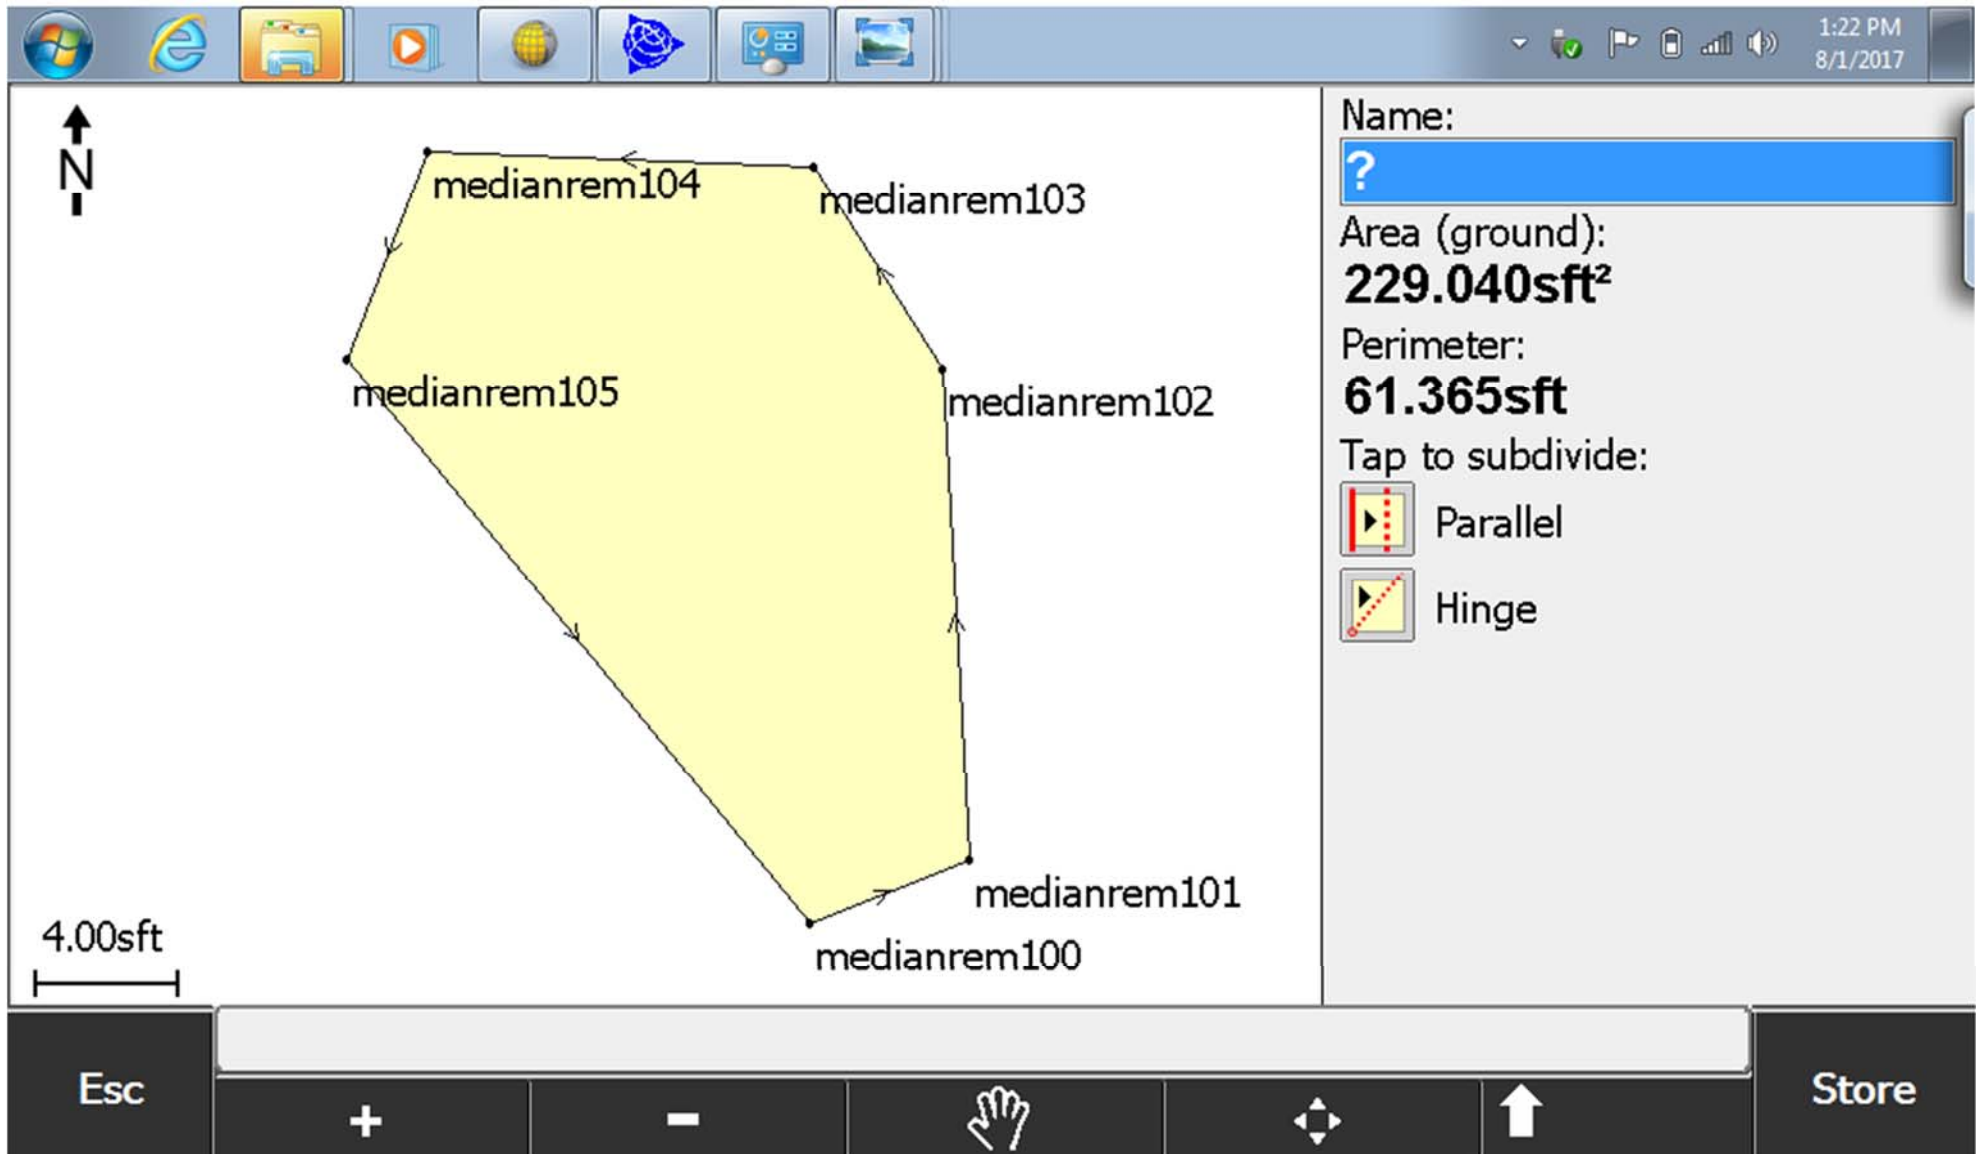 1:22 PM
8/1/2017
N
medianrem104
medianrem103
medianrem105
medianrem102
medianrem101
medianrem100
4.00sft
Name:
?
Area (ground):
229.040sft²
Perimeter:
61.365sft
Tap to subdivide:
Parallel
Hinge
Esc
+
-
Store